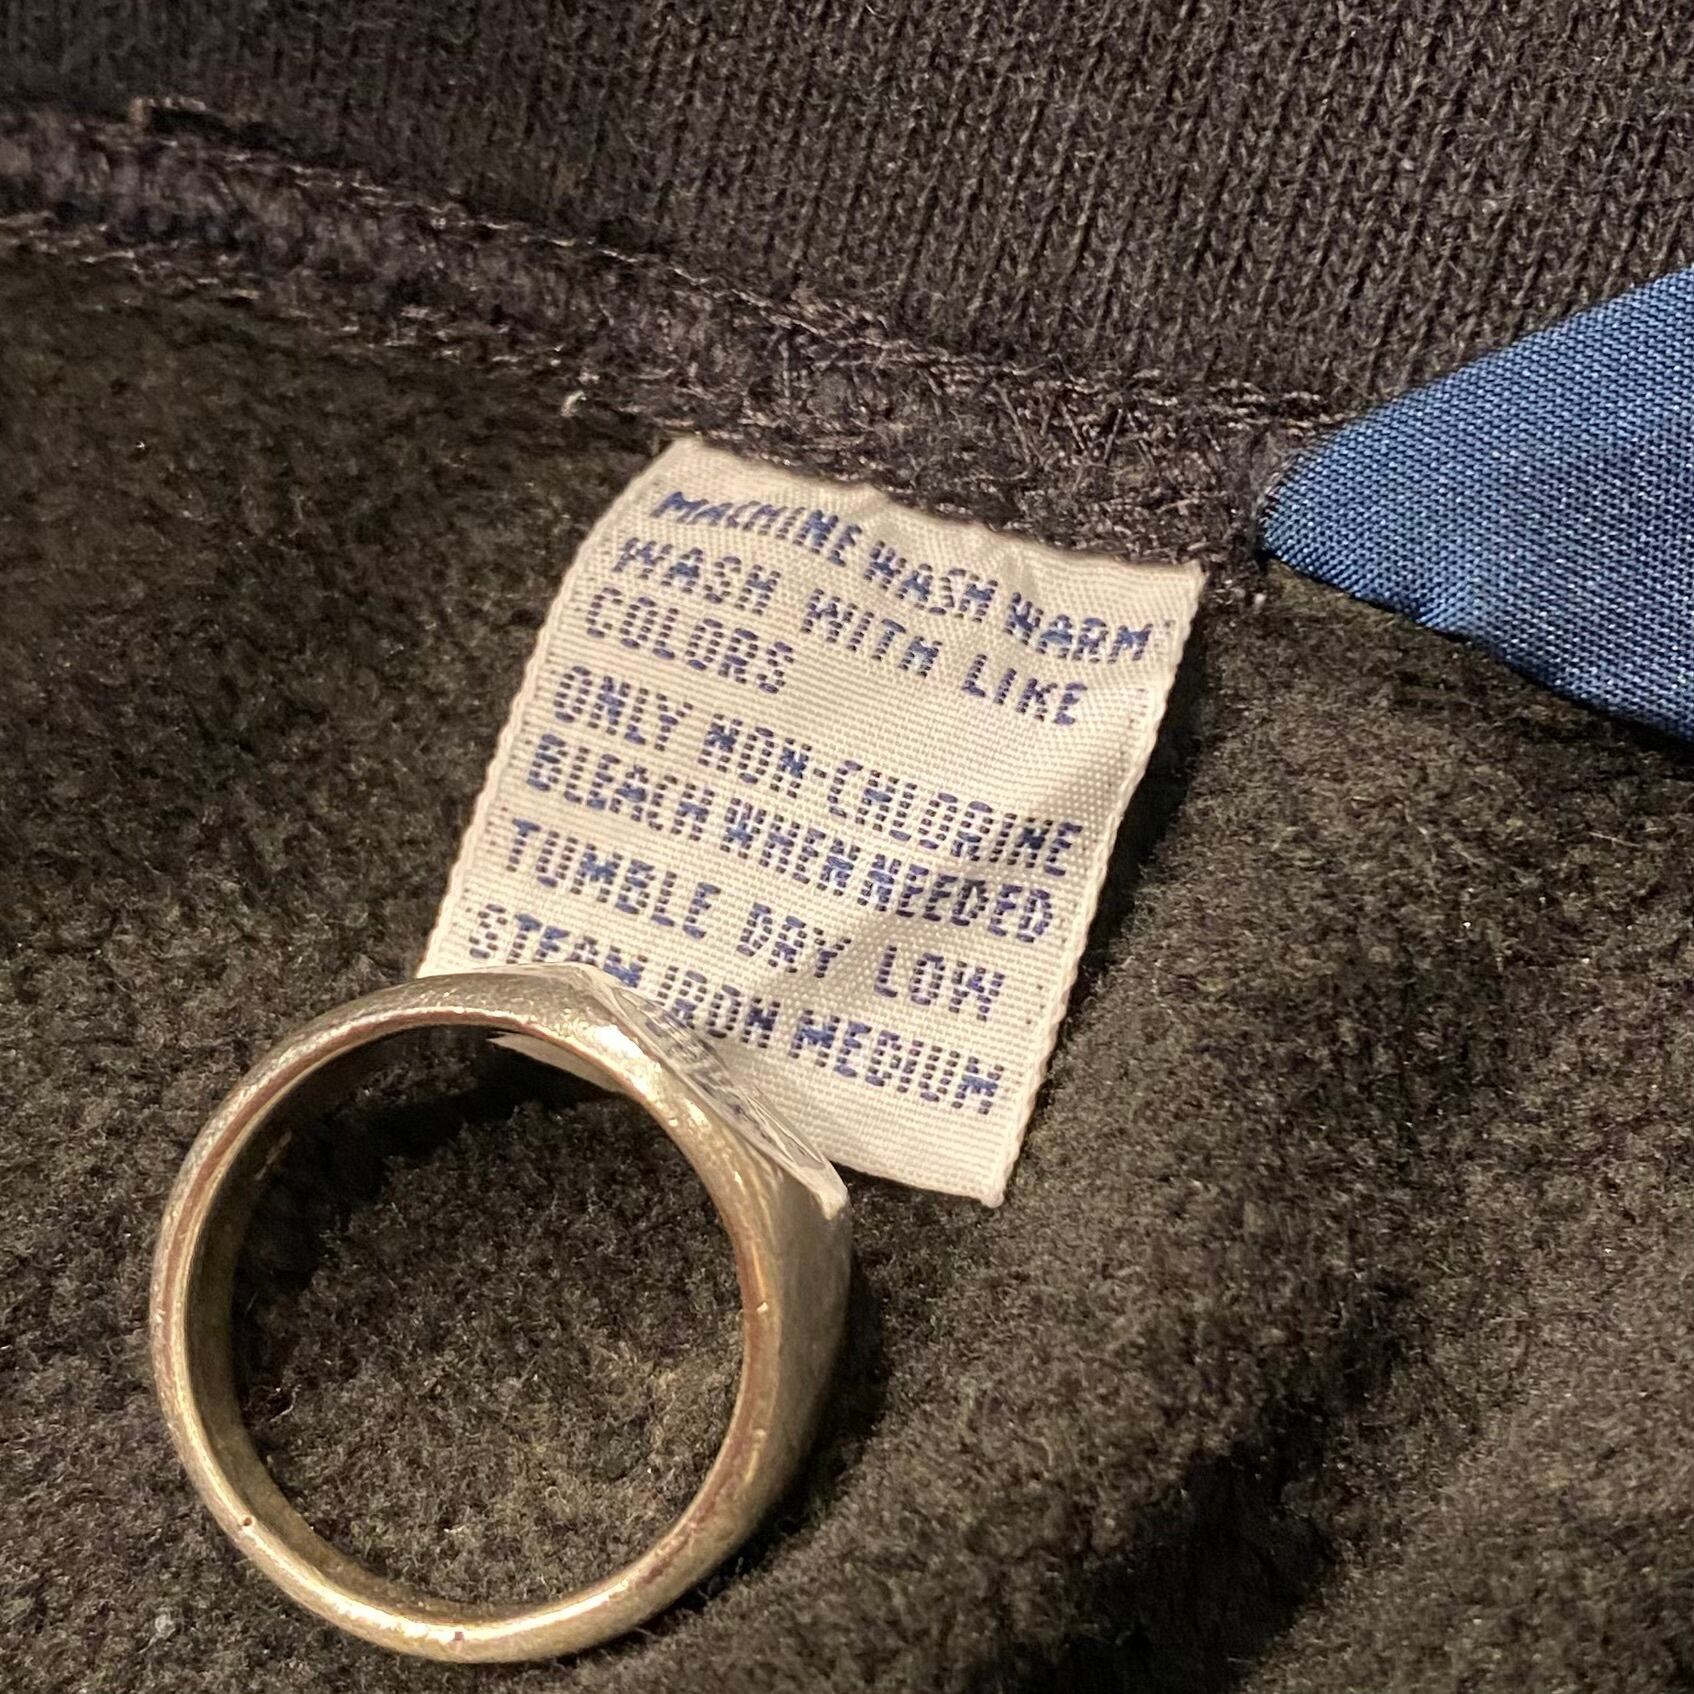 MACHINE WASH WARM
WASH WITH LIKE
COLORS
ONLY NON-CHLORINE
BLEACH WHEN NEEDED
TUMBLE DRY LOW
STEAM IRON MEDIUM